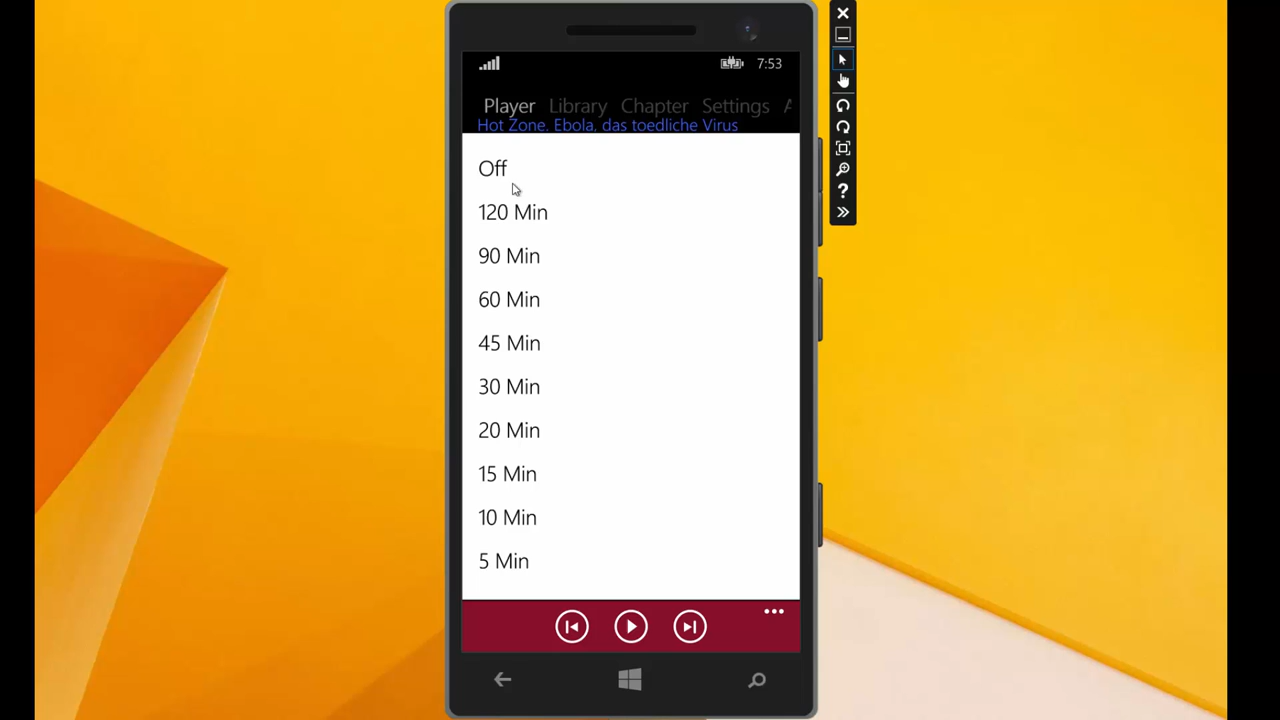 7:53
Player Library Chapter Settings A
Hot Zone. Ebola. das toedliche Virus
Off
120 Min
90 Min
60 Min
45 Min
30 Min
20 Min
15 Min
10 Min
5 Min